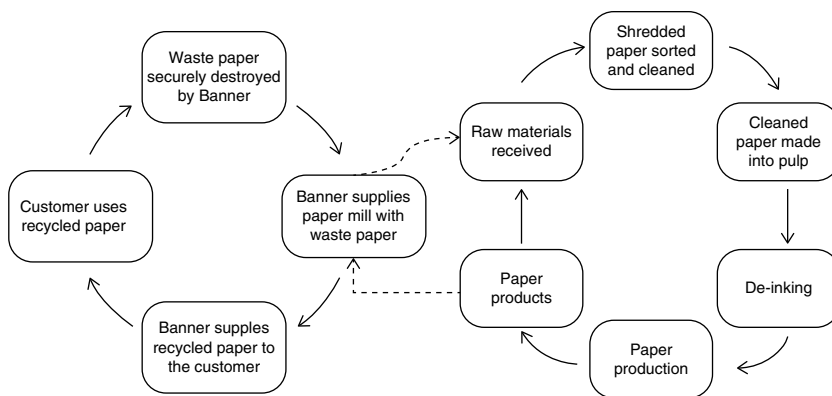 Waste paper
securely destroyed
by Banner
Shredded
paper sorted
and cleaned
Raw materials
received
Cleaned
paper made
into pulp
Customer uses
recycled paper
Banner supplies
paper mill with
waste paper
Paper
products
De-inking
Banner supples
recycled paper to
the customer
Paper
production